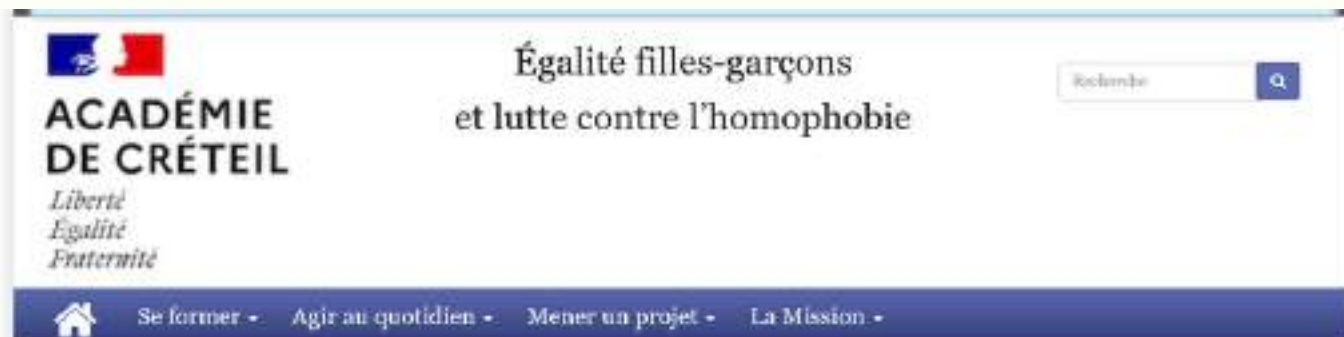 Égalité filles-garçons
et lutte contre l'homophobie
Recherche
ACADÉMIE
DE CRÉTEIL
Liberté
Égalité
Fraternité
Se former
Agir au quotidien
Mener un projet
La Mission